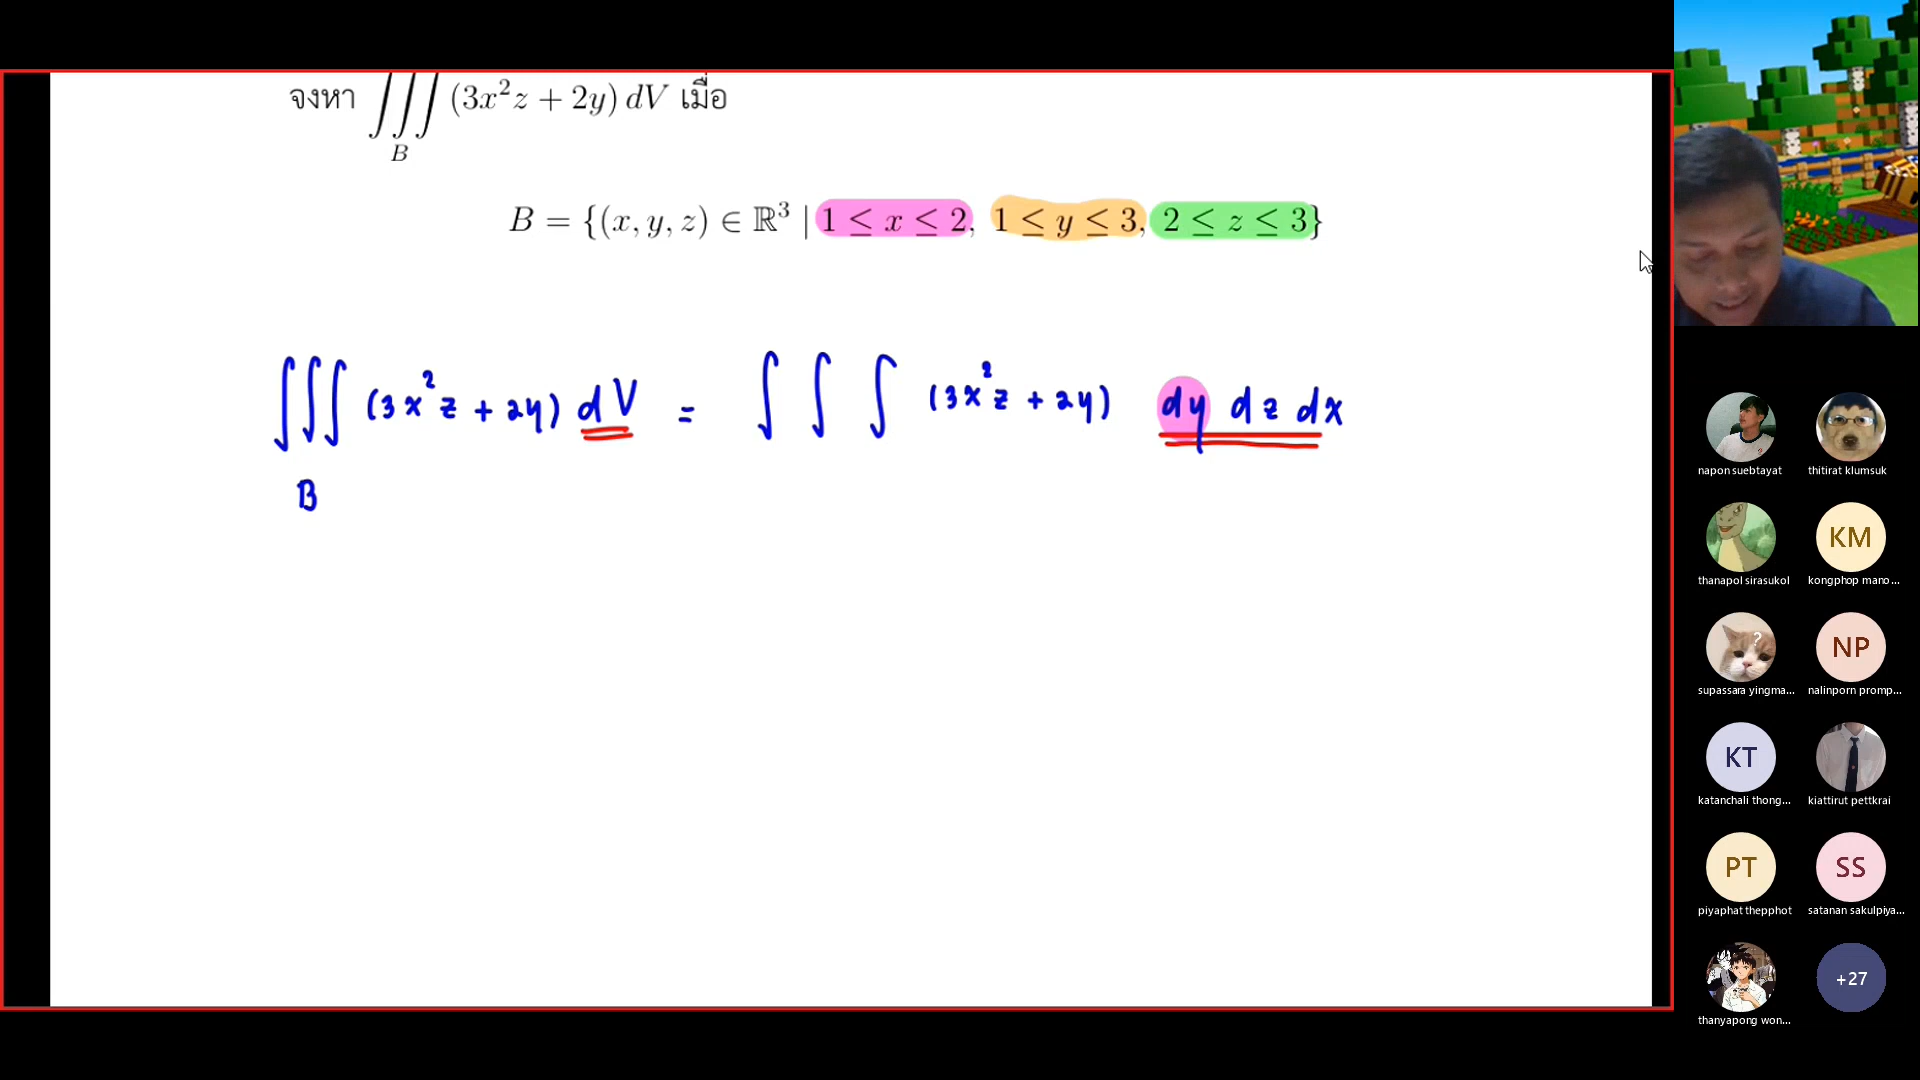 จงหา ∭_B (3x²z + 2y) dV เมื่อ
B = {(x, y, z) ∈ ℝ³ | 1 ≤ x ≤ 2, 1 ≤ y ≤ 3, 2 ≤ z ≤ 3}
∭_B (3x²z + 2y) dV = ∫ ∫ ∫ (3x²z + 2y) dy dz dx
napon suebtayat
thitirat klumsuk
KM
thanapol sirasukol
kongphop mano...
?
NP
supassara yingma...
nalinporn promp...
KT
katanchali thong...
kiattirut pettkrai
PT
SS
piyaphat thepphot
satanan sakulpiya...
+27
thanyapong won...